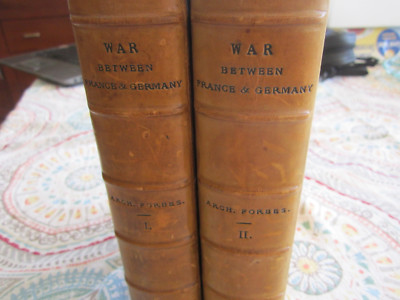 WAR
BETWEEN
FRANCE & GERMANY
ARCH. FORBES.
I.
WAR
BETWEEN
FRANCE & GERMANY
ARCH. FORBES.
II.